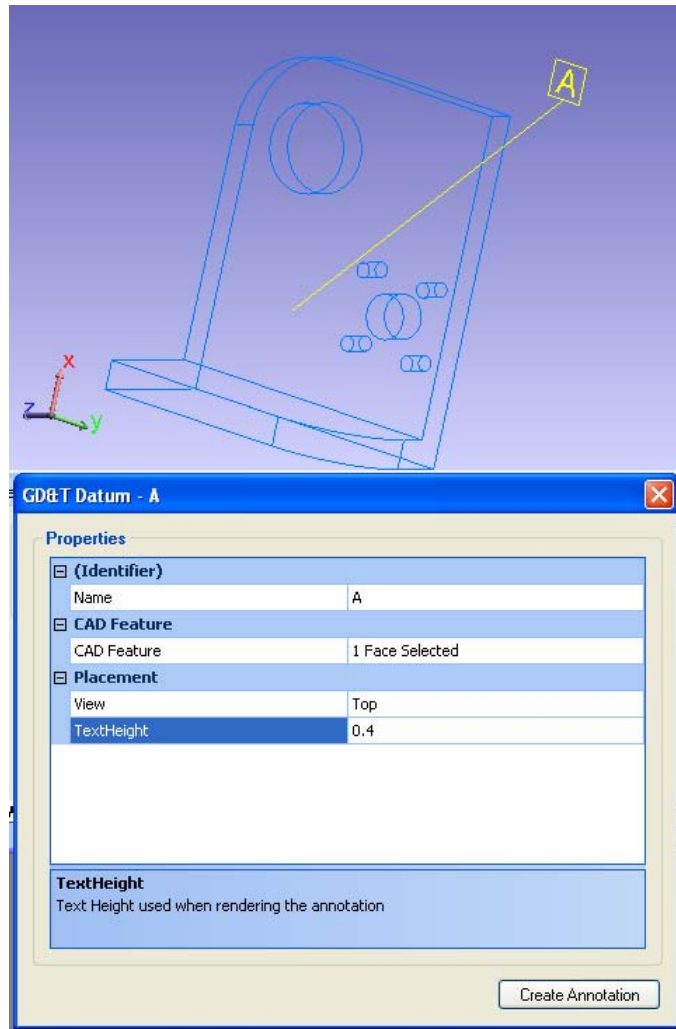 A
x
z
y
GD&T Datum - A
Properties
(Identifier)
Name A
CAD Feature
CAD Feature 1 Face Selected
Placement
View Top
TextHeight 0.4
TextHeight
Text Height used when rendering the annotation
Create Annotation